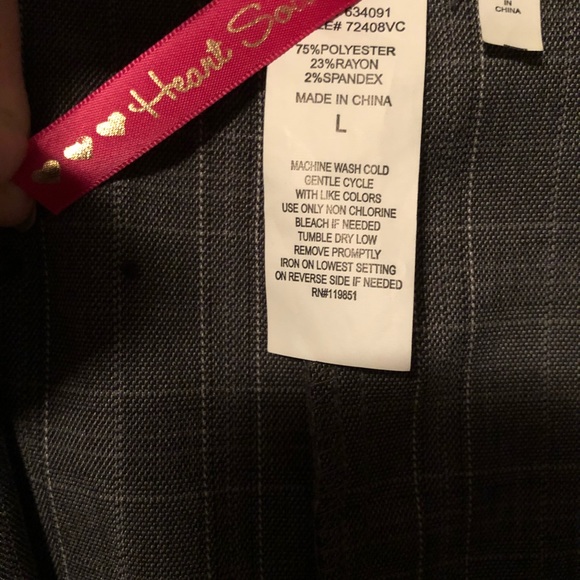 Heart
634091
72408VC
75%POLYESTER
23%RAYON
2%SPANDEX
MADE IN CHINA
L
MACHINE WASH COLD
GENTLE CYCLE
WITH LIKE COLORS
USE ONLY NON CHLORINE
BLEACH IF NEEDED
TUMBLE DRY LOW
REMOVE PROMPTLY
IRON ON LOWEST SETTING
ON REVERSE SIDE IF NEEDED
RN#119851
IN
CHINA